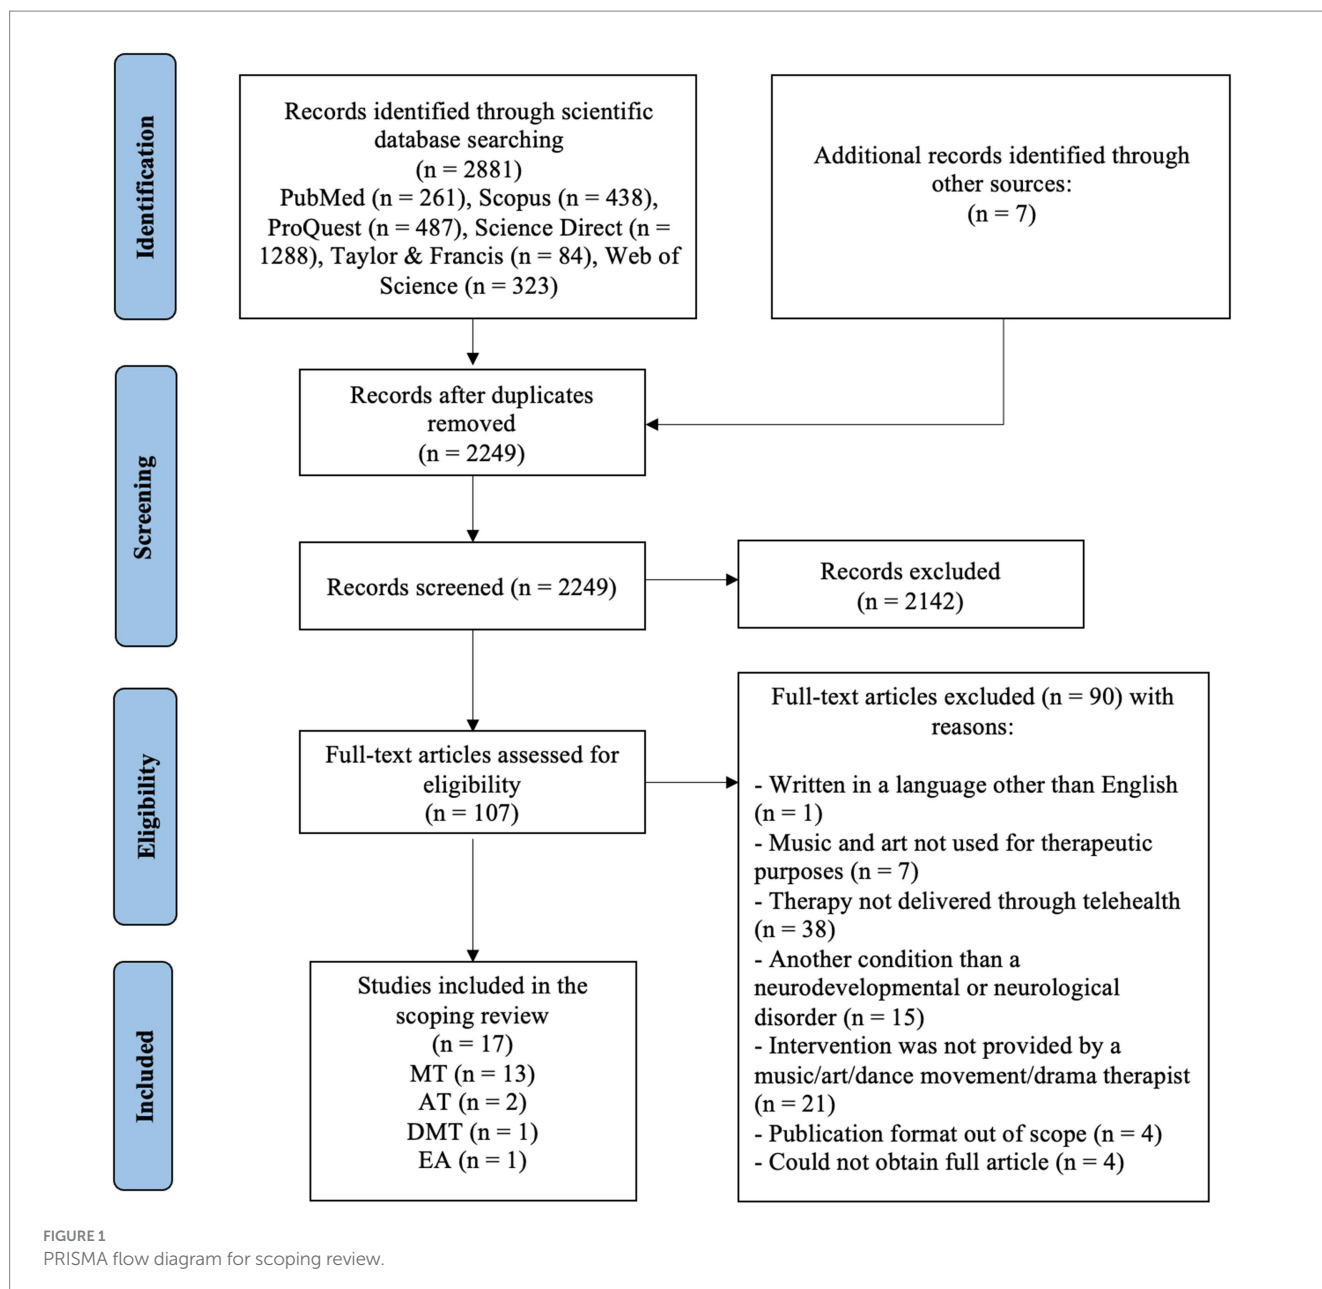 Identification
Records identified through scientific
database searching
(n = 2881)
PubMed (n = 261), Scopus (n = 438),
ProQuest (n = 487), Science Direct (n =
1288), Taylor & Francis (n = 84), Web of
Science (n = 323)
Additional records identified through
other sources:
(n = 7)
Screening
Records after duplicates
removed
(n = 2249)
Records screened (n = 2249)
Records excluded
(n = 2142)
Eligibility
Full-text articles assessed for
eligibility
(n = 107)
Full-text articles excluded (n = 90) with
reasons:
- Written in a language other than English
(n = 1)
- Music and art not used for therapeutic
purposes (n = 7)
- Therapy not delivered through telehealth
(n = 38)
- Another condition than a
neurodevelopmental or neurological
disorder (n = 15)
- Intervention was not provided by a
music/art/dance movement/drama therapist
(n = 21)
- Publication format out of scope (n = 4)
- Could not obtain full article (n = 4)
Included
Studies included in the
scoping review
(n = 17)
MT (n = 13)
AT (n = 2)
DMT (n = 1)
EA (n = 1)
FIGURE 1
PRISMA flow diagram for scoping review.